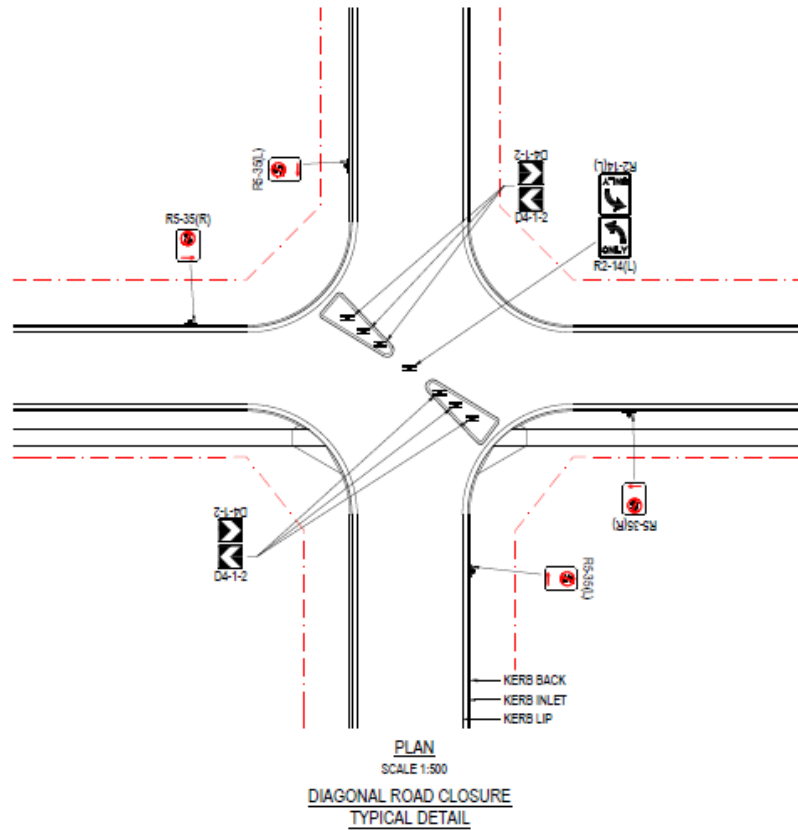 D4-1-2
D4-1-2
R2-14(L)
ONLY
ONLY
R2-14(L)
R5-35(L)
R5-35(R)
D4-1-2
D4-1-2
R5-35(R)
R5-35(L)
KERB BACK
KERB INLET
KERB LIP
PLAN
SCALE 1:500
DIAGONAL ROAD CLOSURE
TYPICAL DETAIL